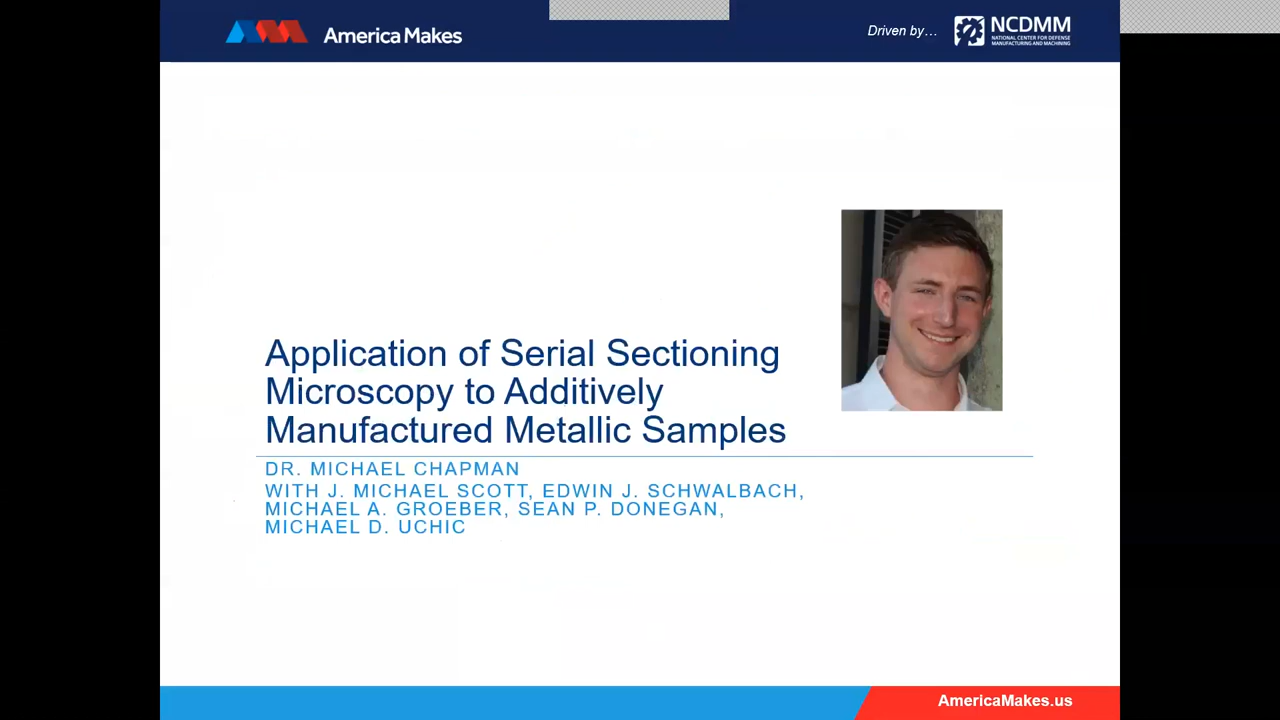 America Makes
Driven by...
NCDMM
NATIONAL CENTER FOR DEFENSE
MANUFACTURING AND MACHINING
Application of Serial Sectioning
Microscopy to Additively
Manufactured Metallic Samples
DR. MICHAEL CHAPMAN
WITH J. MICHAEL SCOTT, EDWIN J. SCHWALBACH,
MICHAEL A. GROEBER, SEAN P. DONEGAN,
MICHAEL D. UCHIC
AmericaMakes.us